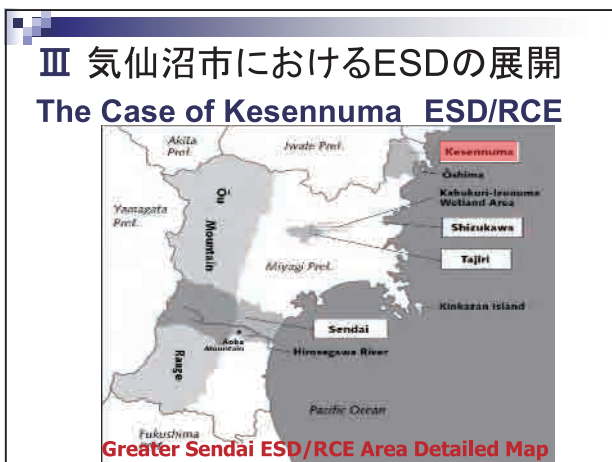 Ⅲ 気仙沼市におけるESDの展開
The Case of Kesennuma ESD/RCE
Akita
Pref.
Iwate Pref.
Kesennuma
Ōshima
Kabukuri-Izunuma
Wetland Area
Yamagata
Pref.
Ōu
Mountain
Shizukawa
Tajiri
Miyagi Pref.
Kinkazan Island
Sendai
Aoba
Mountain
Hirosegawa River
Range
Pacific Ocean
Fukushima
Greater Sendai ESD/RCE Area Detailed Map